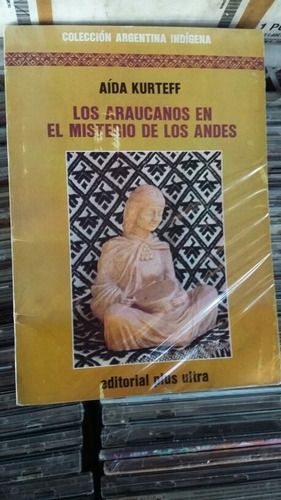 COLECCIÓN ARGENTINA INDÍGENA
AÍDA KURTEFF
LOS ARAUCANOS EN
EL MISTERIO DE LOS ANDES
editorial plus ultra